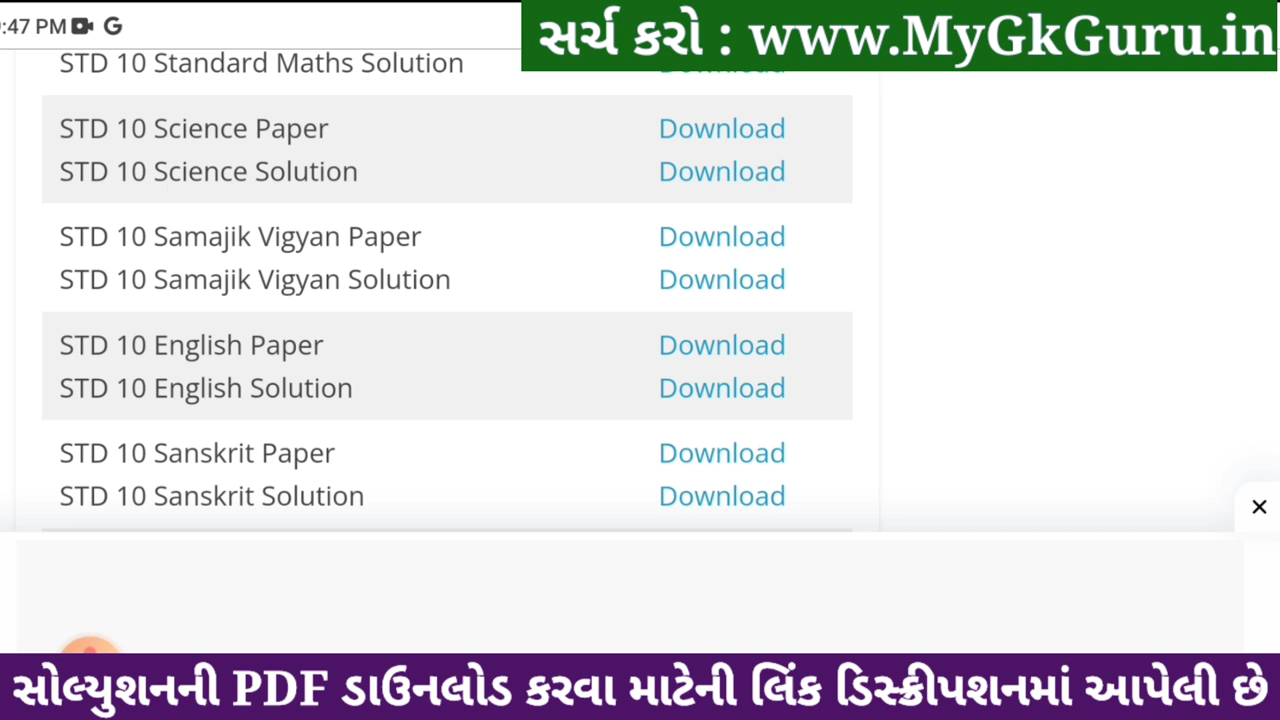 :47 PM G
સર્ચ કરો : www.MyGkGuru.in
STD 10 Standard Maths Solution Download
STD 10 Science Paper Download
STD 10 Science Solution Download
STD 10 Samajik Vigyan Paper Download
STD 10 Samajik Vigyan Solution Download
STD 10 English Paper Download
STD 10 English Solution Download
STD 10 Sanskrit Paper Download
STD 10 Sanskrit Solution Download
સોલ્યુશનની PDF ડાઉનલોડ કરવા માટેની લિંક ડિસ્ક્રીપશનમાં આપેલી છે